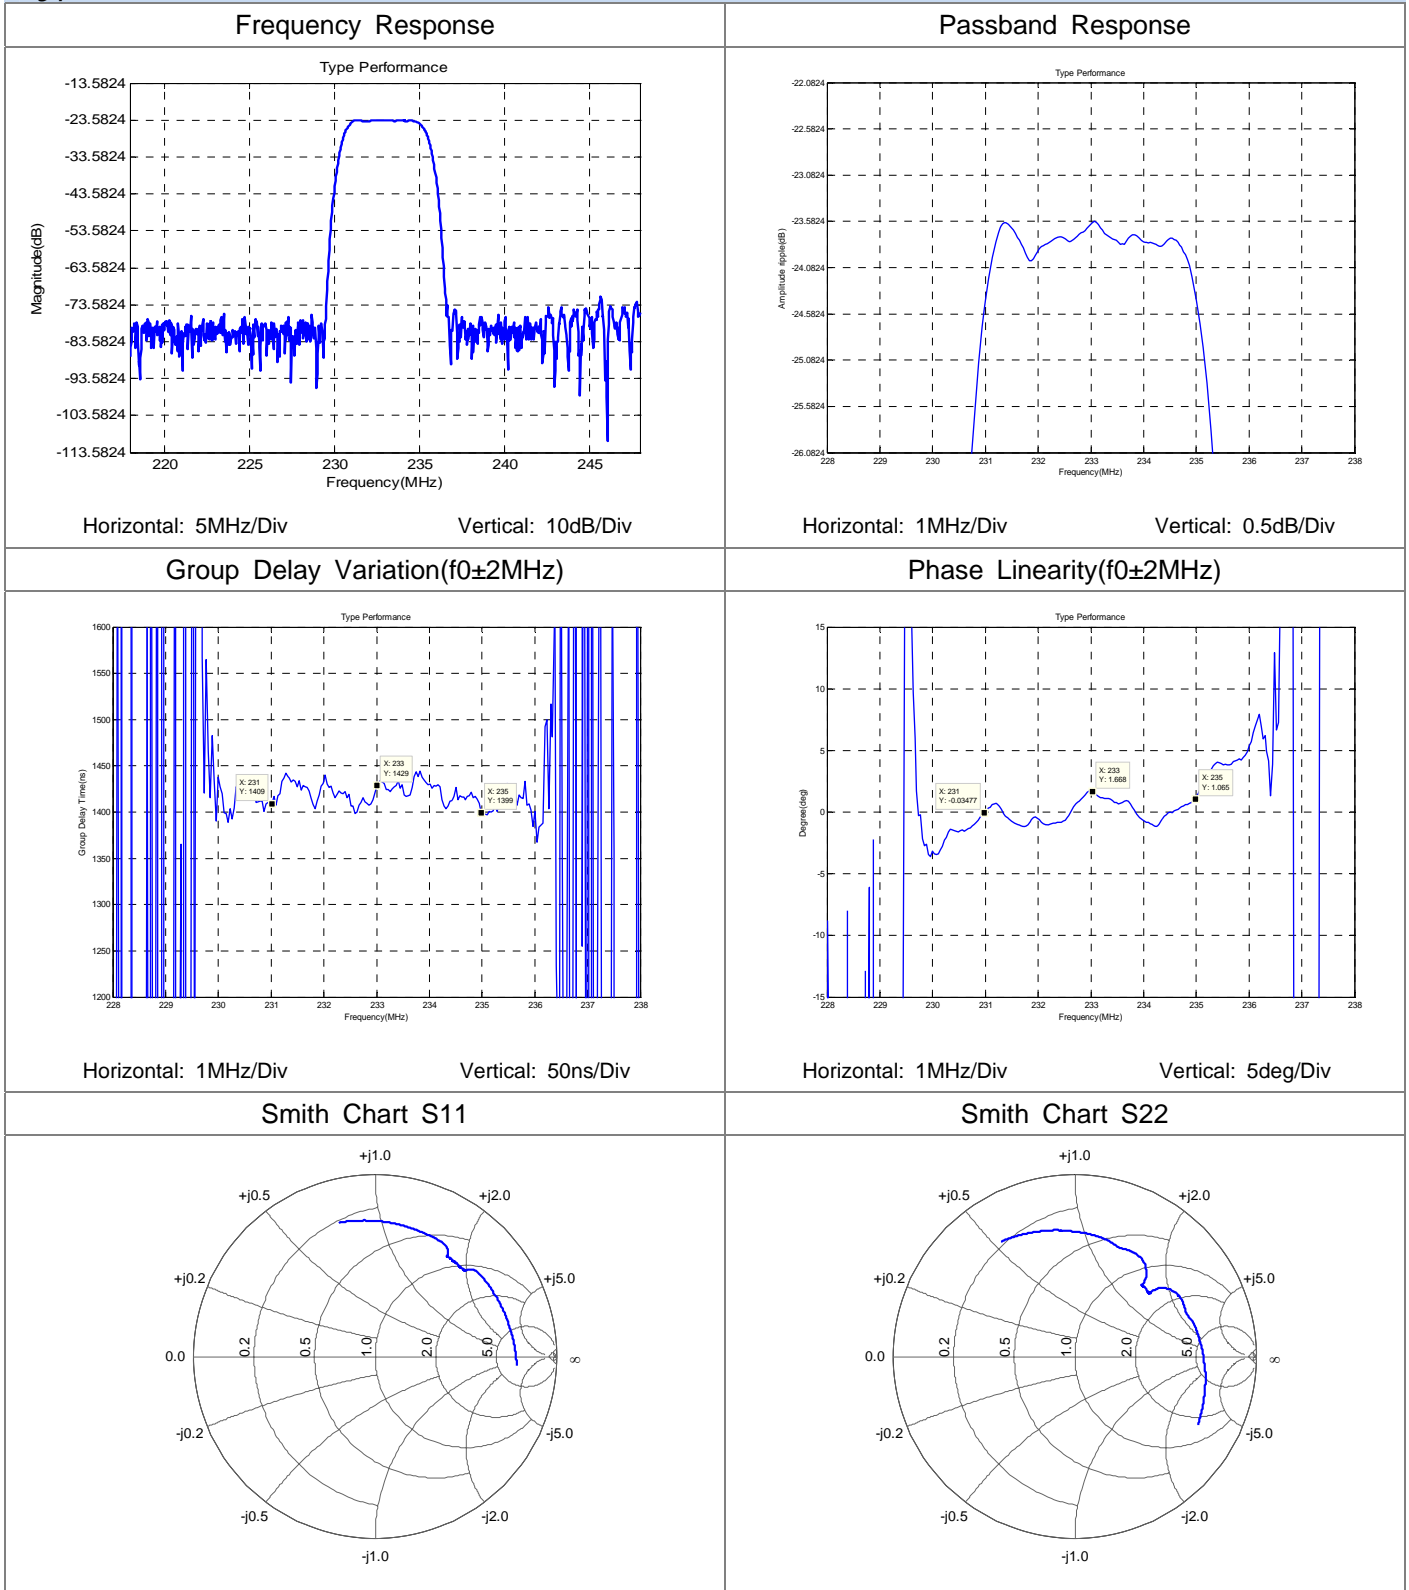 Frequency Response
Type Performance
Magnitude(dB)
-13.5824
-23.5824
-33.5824
-43.5824
-53.5824
-63.5824
-73.5824
-83.5824
-93.5824
-103.5824
-113.5824
220 225 230 235 240 245
Frequency(MHz)
Horizontal: 5MHz/Div Vertical: 10dB/Div
Passband Response
Type Performance
Amplitude ripple(dB)
-22.0824
-22.5824
-23.0824
-23.5824
-24.0824
-24.5824
-25.0824
-25.5824
-26.0824
228 229 230 231 232 233 234 235 236 237 238
Frequency(MHz)
Horizontal: 1MHz/Div Vertical: 0.5dB/Div
Group Delay Variation(f0±2MHz)
Type Performance
Group Delay Time(ns)
1600
1550
1500
1450
1400
1350
1300
1250
1200
X: 231
Y: 1409
X: 233
Y: 1429
X: 235
Y: 1399
228 229 230 231 232 233 234 235 236 237 238
Frequency(MHz)
Horizontal: 1MHz/Div Vertical: 50ns/Div
Phase Linearity(f0±2MHz)
Type Performance
Degree(deg)
15
10
5
0
-5
-10
-15
X: 231
Y: -0.03477
X: 233
Y: 1.668
X: 235
Y: 1.065
228 229 230 231 232 233 234 235 236 237 238
Frequency(MHz)
Horizontal: 1MHz/Div Vertical: 5deg/Div
Smith Chart S11
+j1.0
+j0.5 +j2.0
+j0.2 +j5.0
0.0 0.2 0.5 1.0 2.0 5.0 ∞
-j0.2 -j5.0
-j0.5 -j2.0
-j1.0
Smith Chart S22
+j1.0
+j0.5 +j2.0
+j0.2 +j5.0
0.0 0.2 0.5 1.0 2.0 5.0 ∞
-j0.2 -j5.0
-j0.5 -j2.0
-j1.0